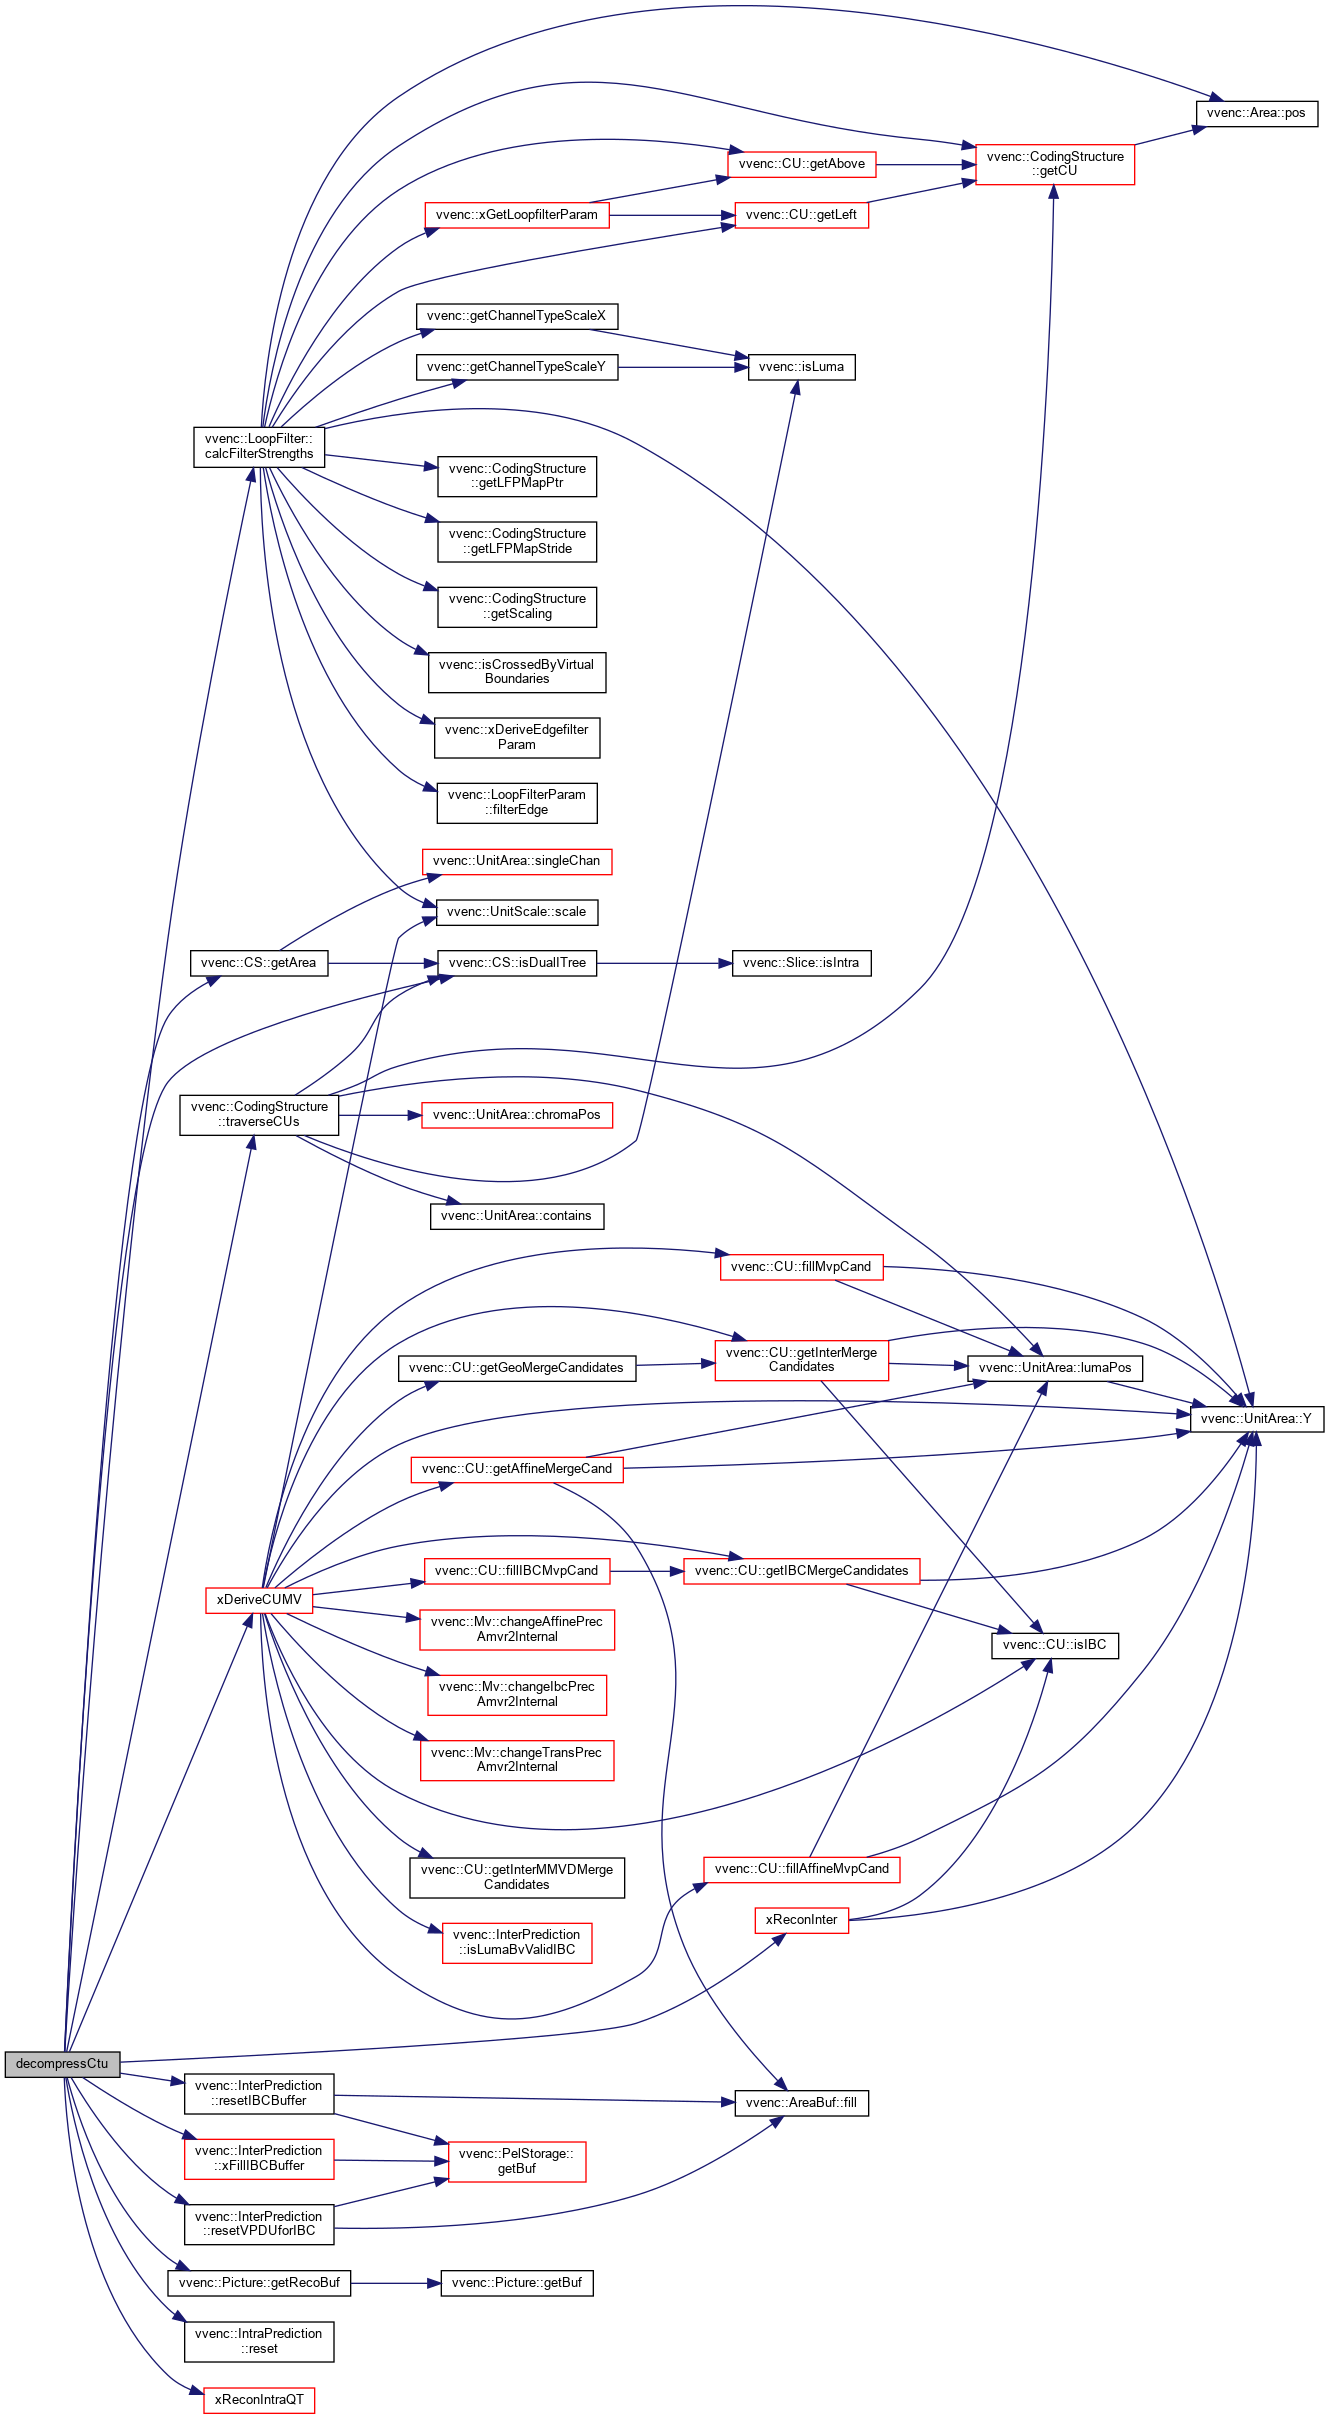 vvenc::Area::pos
vvenc::CU::getAbove
vvenc::CodingStructure
::getCU
vvenc::xGetLoopfilterParam
vvenc::CU::getLeft
vvenc::getChannelTypeScaleX
vvenc::getChannelTypeScaleY
vvenc::isLuma
vvenc::LoopFilter::
calcFilterStrengths
vvenc::CodingStructure
::getLFPMapPtr
vvenc::CodingStructure
::getLFPMapStride
vvenc::CodingStructure
::getScaling
vvenc::isCrossedByVirtual
Boundaries
vvenc::xDeriveEdgefilter
Param
vvenc::LoopFilterParam
::filterEdge
vvenc::UnitArea::singleChan
vvenc::UnitScale::scale
vvenc::CS::getArea
vvenc::CS::isDualITree
vvenc::Slice::isIntra
vvenc::CodingStructure
::traverseCUs
vvenc::UnitArea::chromaPos
vvenc::UnitArea::contains
vvenc::CU::fillMvpCand
vvenc::CU::getInterMerge
Candidates
vvenc::CU::getGeoMergeCandidates
vvenc::UnitArea::lumaPos
vvenc::UnitArea::Y
vvenc::CU::getAffineMergeCand
vvenc::CU::fillIBCMvpCand
vvenc::CU::getIBCMergeCandidates
xDeriveCUMV
vvenc::Mv::changeAffinePrec
Amvr2Internal
vvenc::CU::isIBC
vvenc::Mv::changeIbcPrec
Amvr2Internal
vvenc::Mv::changeTransPrec
Amvr2Internal
vvenc::CU::getInterMMVDMerge
Candidates
vvenc::CU::fillAffineMvpCand
xReconInter
vvenc::InterPrediction
::isLumaBvValidIBC
decompressCtu
vvenc::InterPrediction
::resetIBCBuffer
vvenc::AreaBuf::fill
vvenc::InterPrediction
::xFillIBCBuffer
vvenc::PelStorage::
getBuf
vvenc::InterPrediction
::resetVPDUforIBC
vvenc::Picture::getRecoBuf
vvenc::Picture::getBuf
vvenc::IntraPrediction
::reset
xReconIntraQT